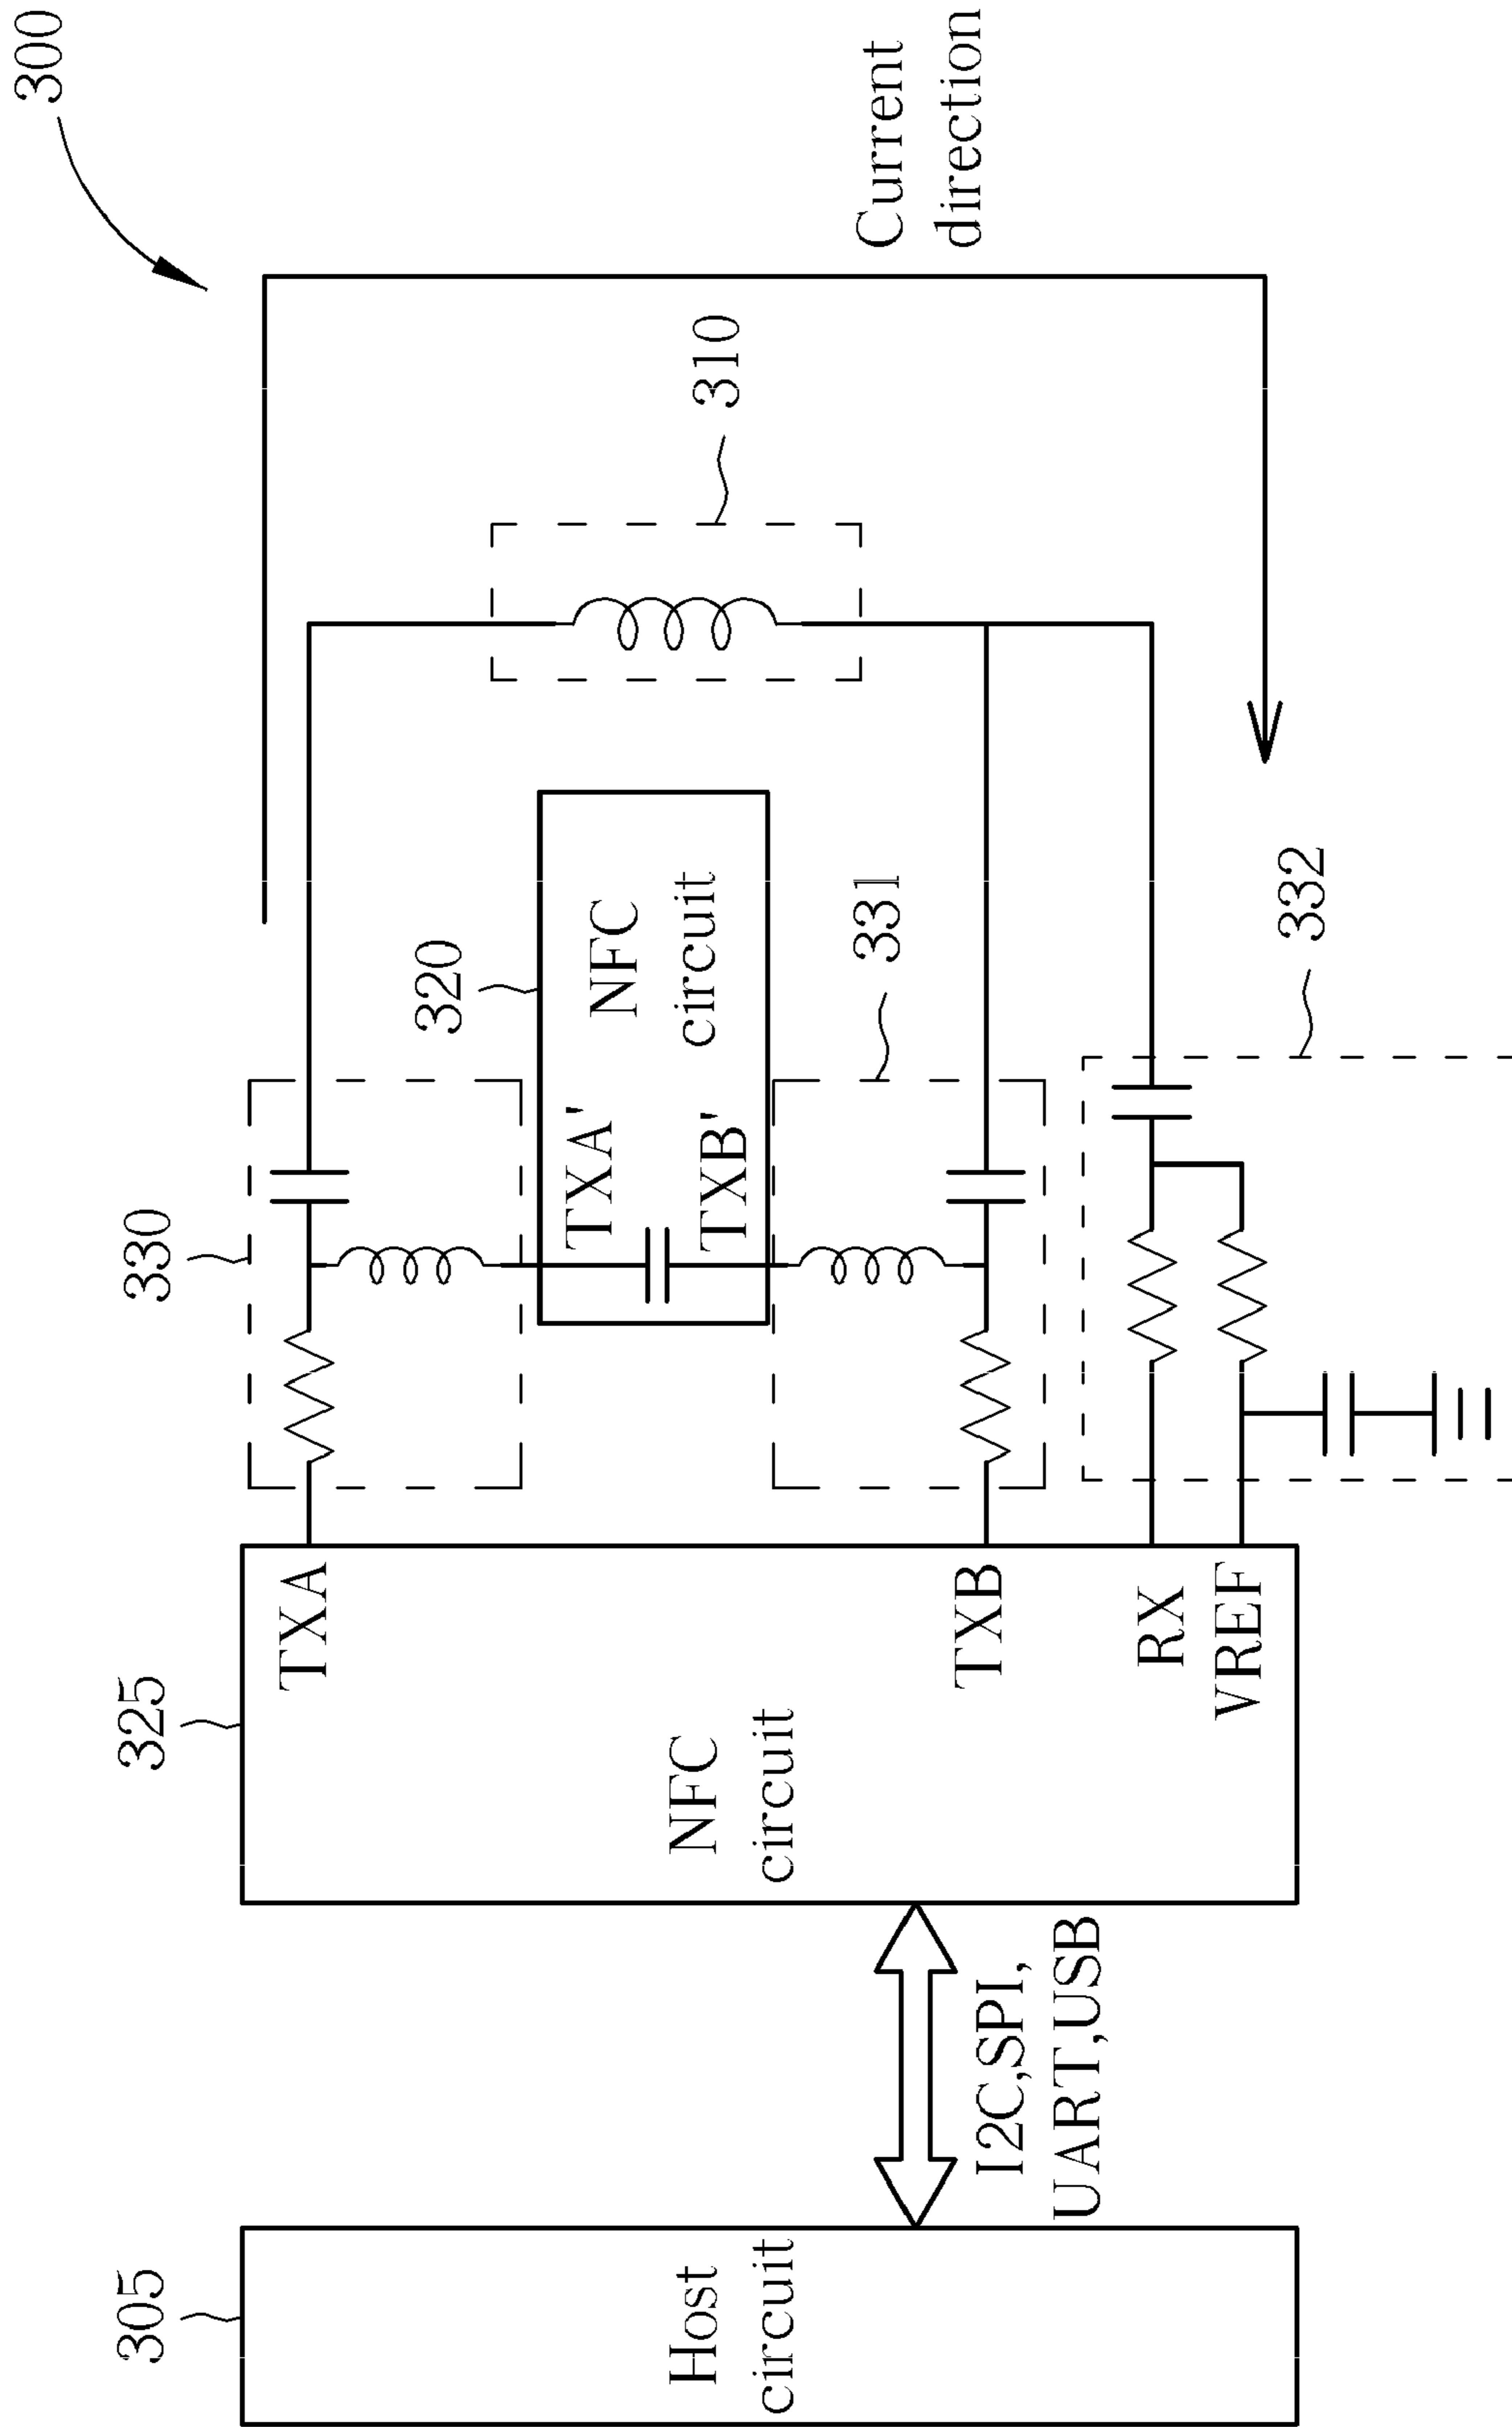 300
Current
direction
310
320
NFC
circuit
TXA'
TXB'
330
331
332
325
TXA
TXB
RX
VREF
NFC
circuit
I2C,SPI,
UART,USB
305
Host
circuit